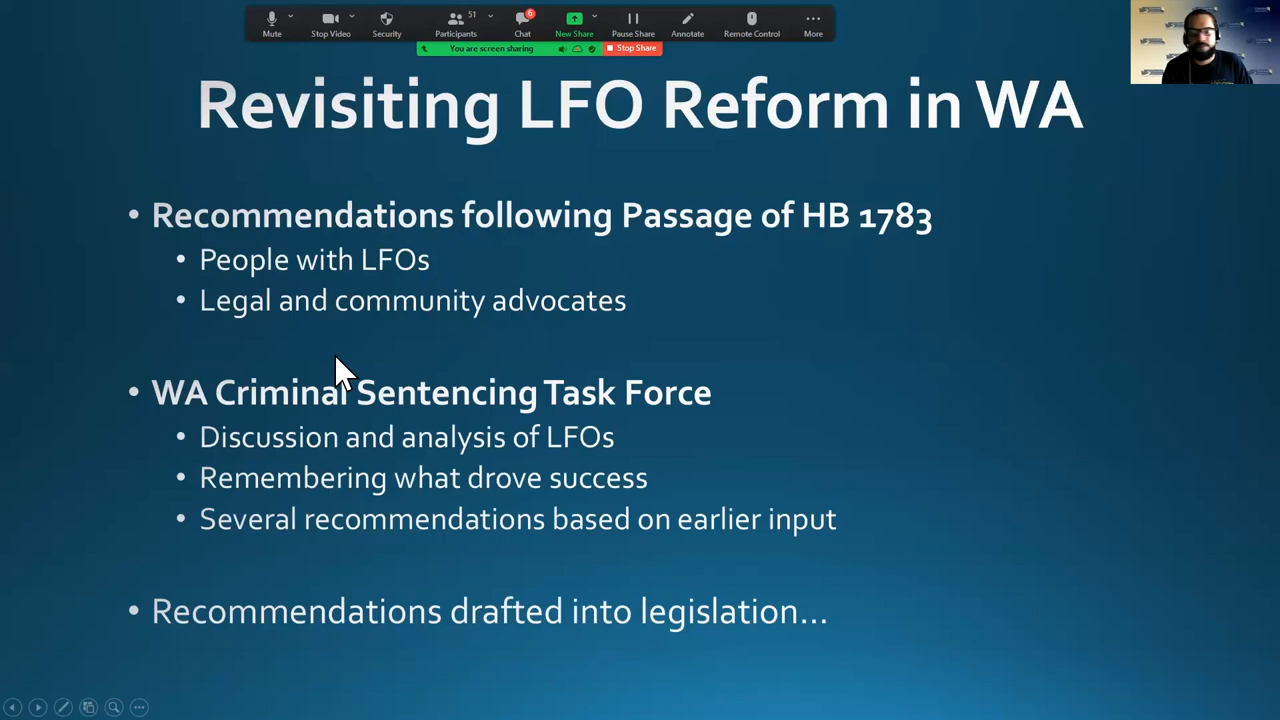 51
6
Mute
Stop Video
Security
Participants
Chat
New Share
Pause Share
Annotate
Remote Control
More
You are screen sharing
Stop Share
Revisiting LFO Reform in WA
• Recommendations following Passage of HB 1783
• People with LFOs
• Legal and community advocates
• WA Criminal Sentencing Task Force
• Discussion and analysis of LFOs
• Remembering what drove success
• Several recommendations based on earlier input
• Recommendations drafted into legislation...